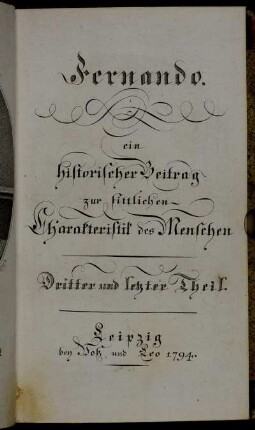 Fernando.
ein
historischer Beitrag
zur sittlichen
Charakteristik des Menschen
Dritter und letzter Theil.
Leipzig
bey Voß und Leo 1794.